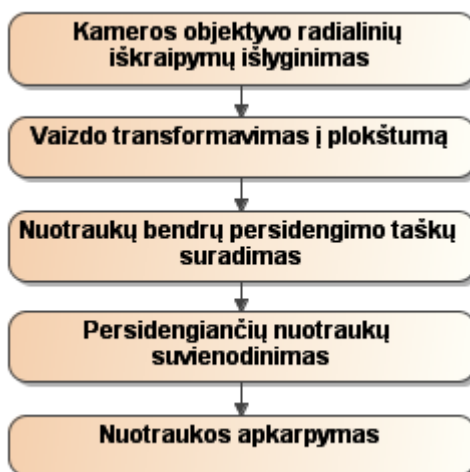 Kameros objektyvo radialinių
iškraipymų išlyginimas
Vaizdo transformavimas į plokštumą
Nuotraukų bendrų persidengimo taškų
suradimas
Persidengiančių nuotraukų
suvienodinimas
Nuotraukos apkarpymas